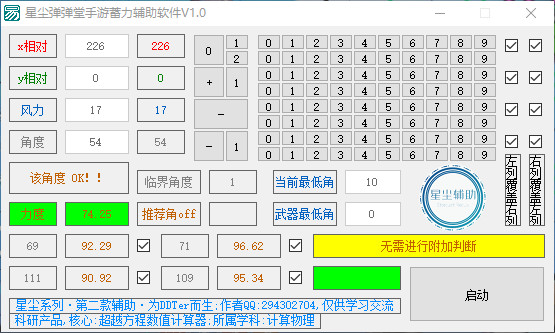 星尘弹弹堂手游蓄力辅助软件V1.0
x相对 226 226 0 1 0 1 2 3 4 5 6 7 8 9
2 0 1 2 3 4 5 6 7 8 9
y相对 0 0 + 1 0 1 2 3 4 5 6 7 8 9
0 1 2 3 4 5 6 7 8 9
风力 17 17 - 0 1 2 3 4 5 6 7 8 9
0 1 2 3 4 5 6 7 8 9
角度 54 54 - 1 0 1 2 3 4 5 6 7 8 9
0 1 2 3 4 5 6 7 8 9
左列覆盖右列
右列覆盖左列
该角度 OK!! 临界角度 1 当前最低角 10
星尘辅助
力度 74.25 推荐角off 武器最低角 0
69 92.29 71 96.62 无需进行附加判断
111 90.92 109 95.34
启动
星尘系列·第二款辅助·为DDTer而生:作者QQ:294302704,仅供学习交流
科研产品,核心:超越方程数值计算器:所属学科:计算物理